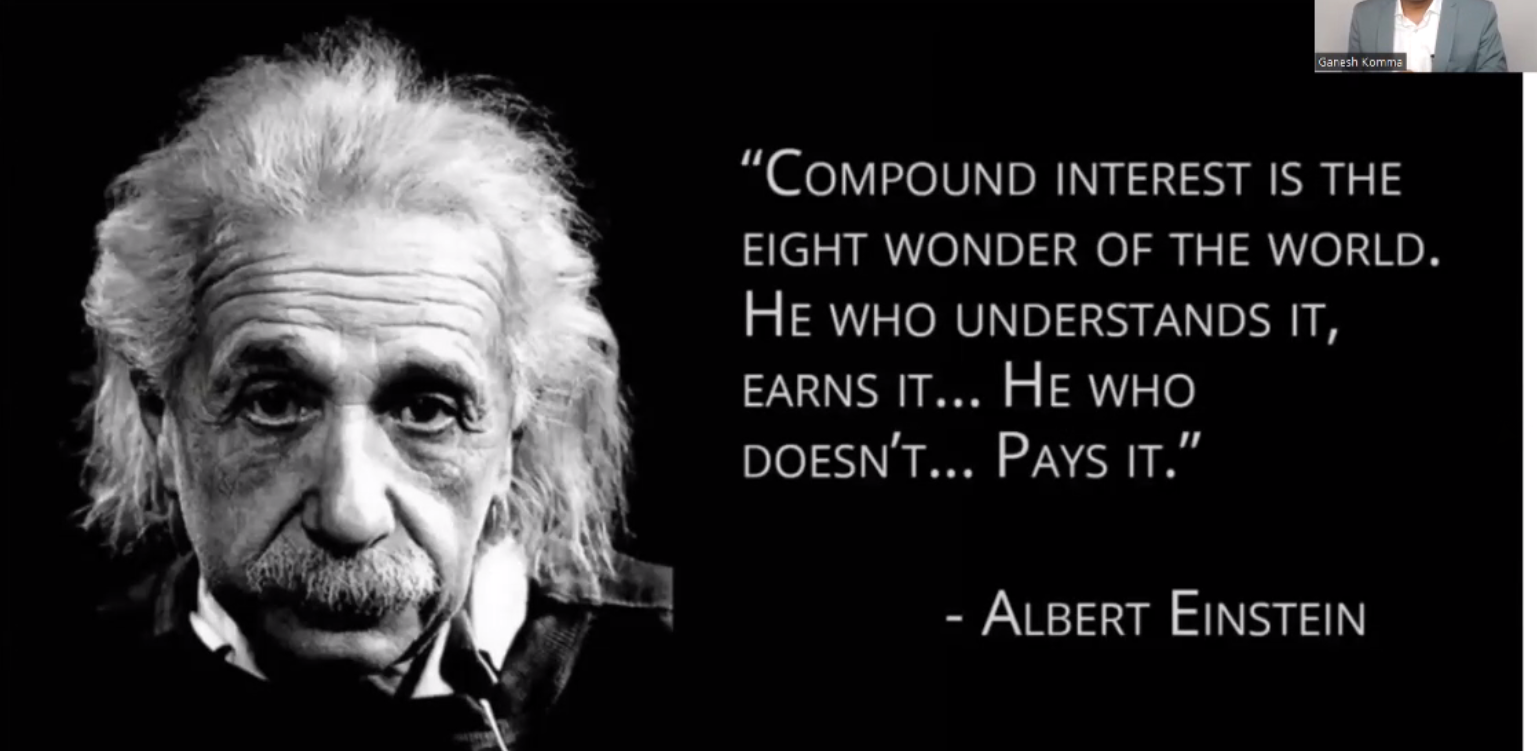 Ganesh Komma
“Compound interest is the
eight wonder of the world.
He who understands it,
earns it... He who
doesn’t... Pays it.”
- Albert Einstein